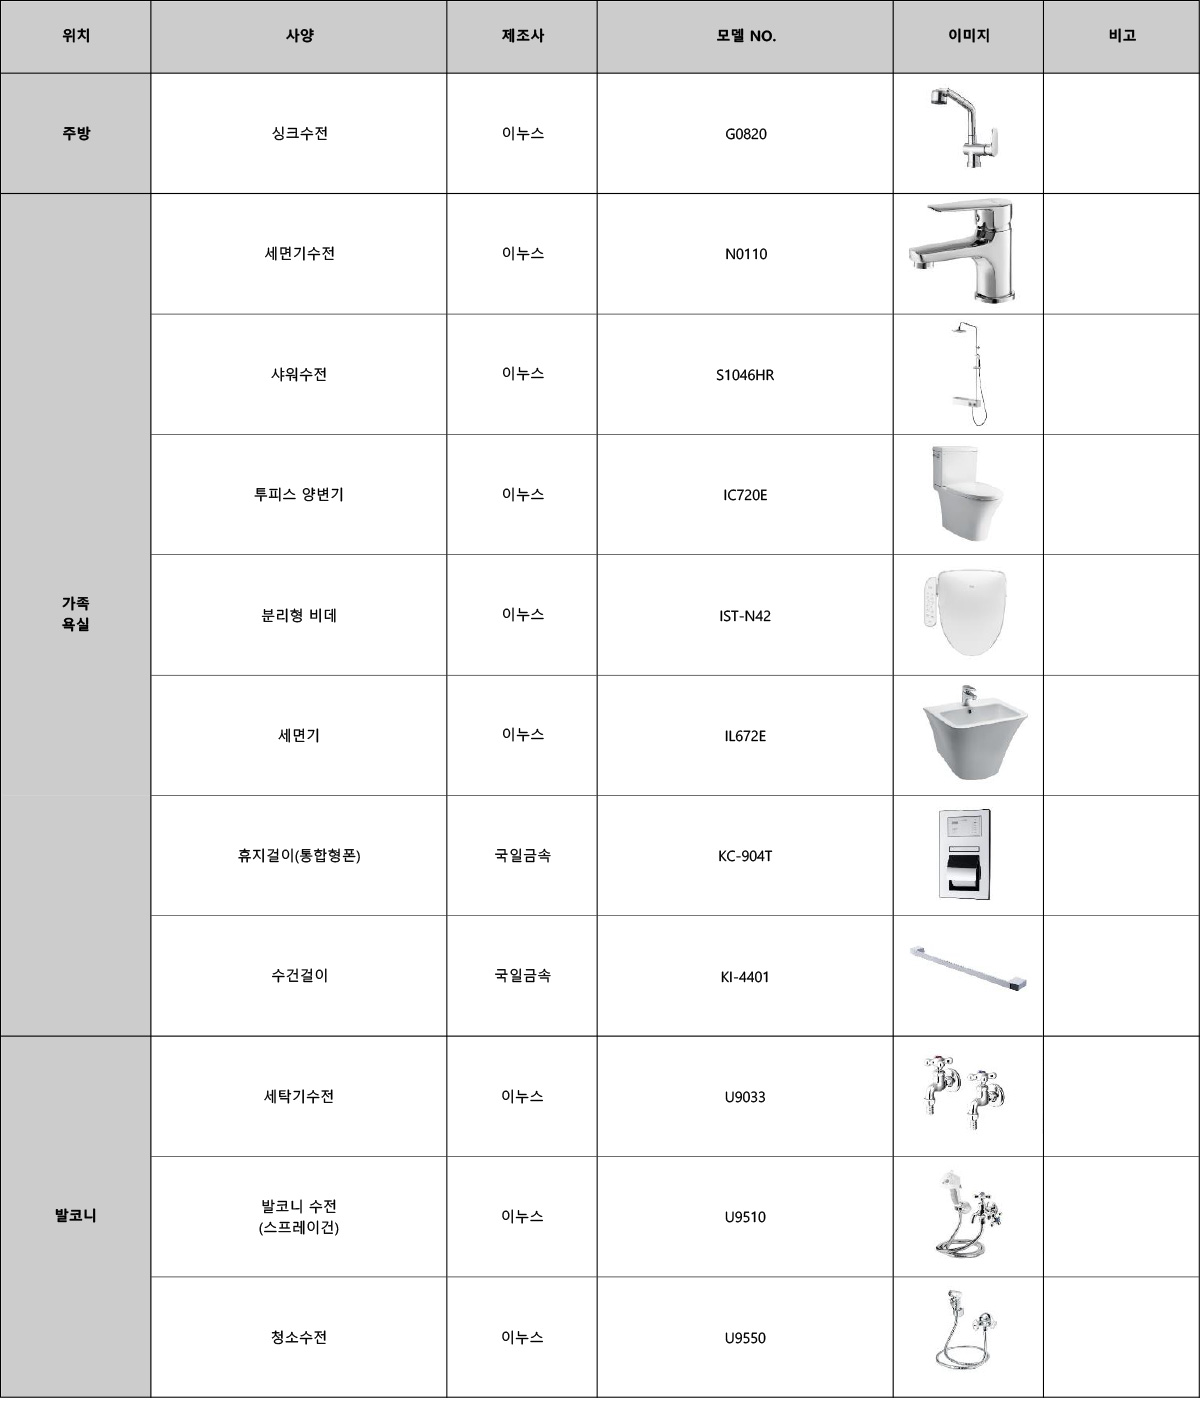 위치 사양 제조사 모델 NO. 이미지 비고
주방 싱크수전 이누스 G0820
세면기수전 이누스 N0110
샤워수전 이누스 S1046HR
투피스 양변기 이누스 IC720E
가족
욕실
분리형 비데 이누스 IST-N42
세면기 이누스 IL672E
휴지걸이(통합형폰) 국일금속 KC-904T
수건걸이 국일금속 KI-4401
세탁기수전 이누스 U9033
발코니
발코니 수전
(스프레이건)
이누스 U9510
청소수전 이누스 U9550